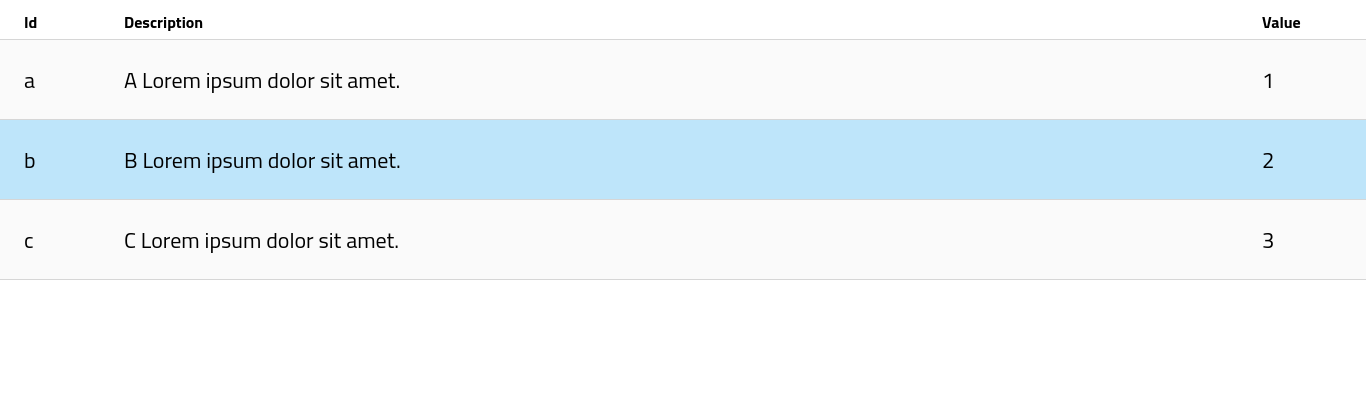 Id Description Value
a A Lorem ipsum dolor sit amet. 1
b B Lorem ipsum dolor sit amet. 2
c C Lorem ipsum dolor sit amet. 3